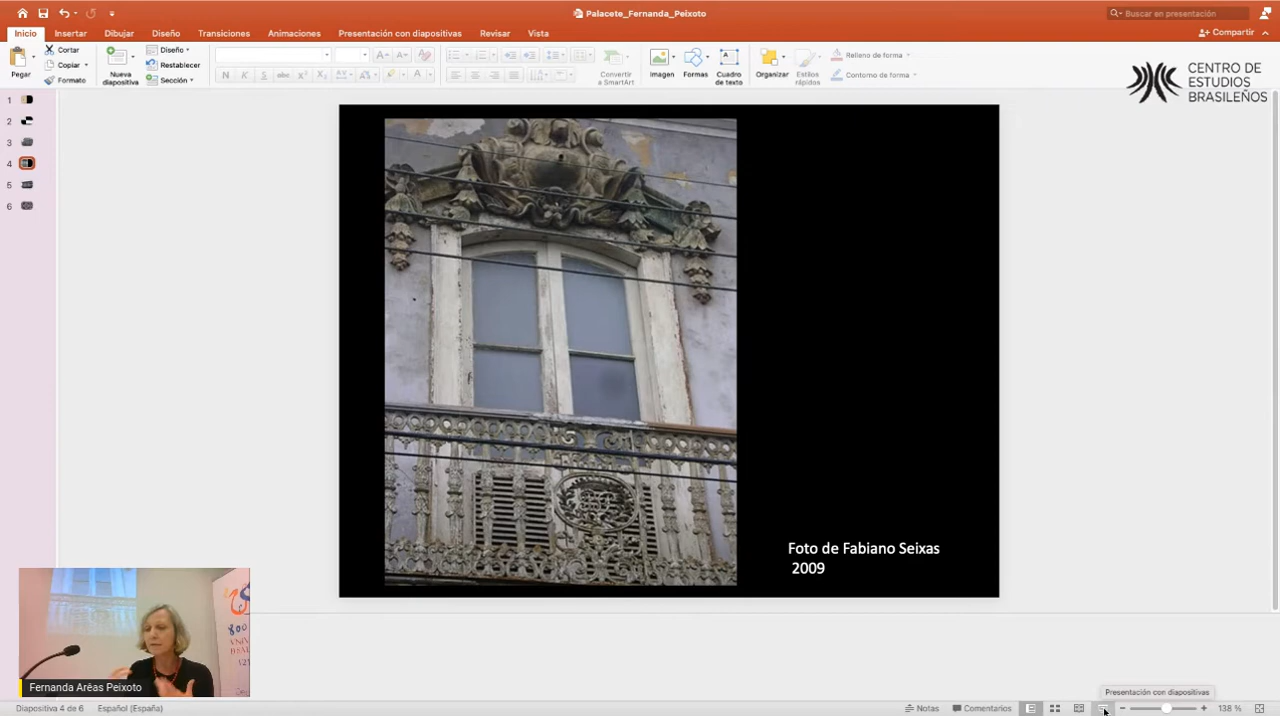 Palacete_Fernanda_Peixoto
Buscar en presentación
Inicio
Insertar
Dibujar
Diseño
Transiciones
Animaciones
Presentación con diapositivas
Revisar
Vista
Compartir
Pegar
Cortar
Copiar
Formato
Nueva
diapositiva
Diseño
Restablecer
Sección
Convertir
a SmartArt
Imagen
Formas
Cuadro
de texto
Organizar
Estilos
rápidos
Relleno de forma
Contorno de forma
CENTRO DE
ESTUDIOS
BRASILEÑOS
1
2
3
4
5
6
Foto de Fabiano Seixas
2009
800
Fernanda Arêas Peixoto
Presentación con diapositivas
Diapositiva 4 de 6
Español (España)
Notas
Comentarios
138 %